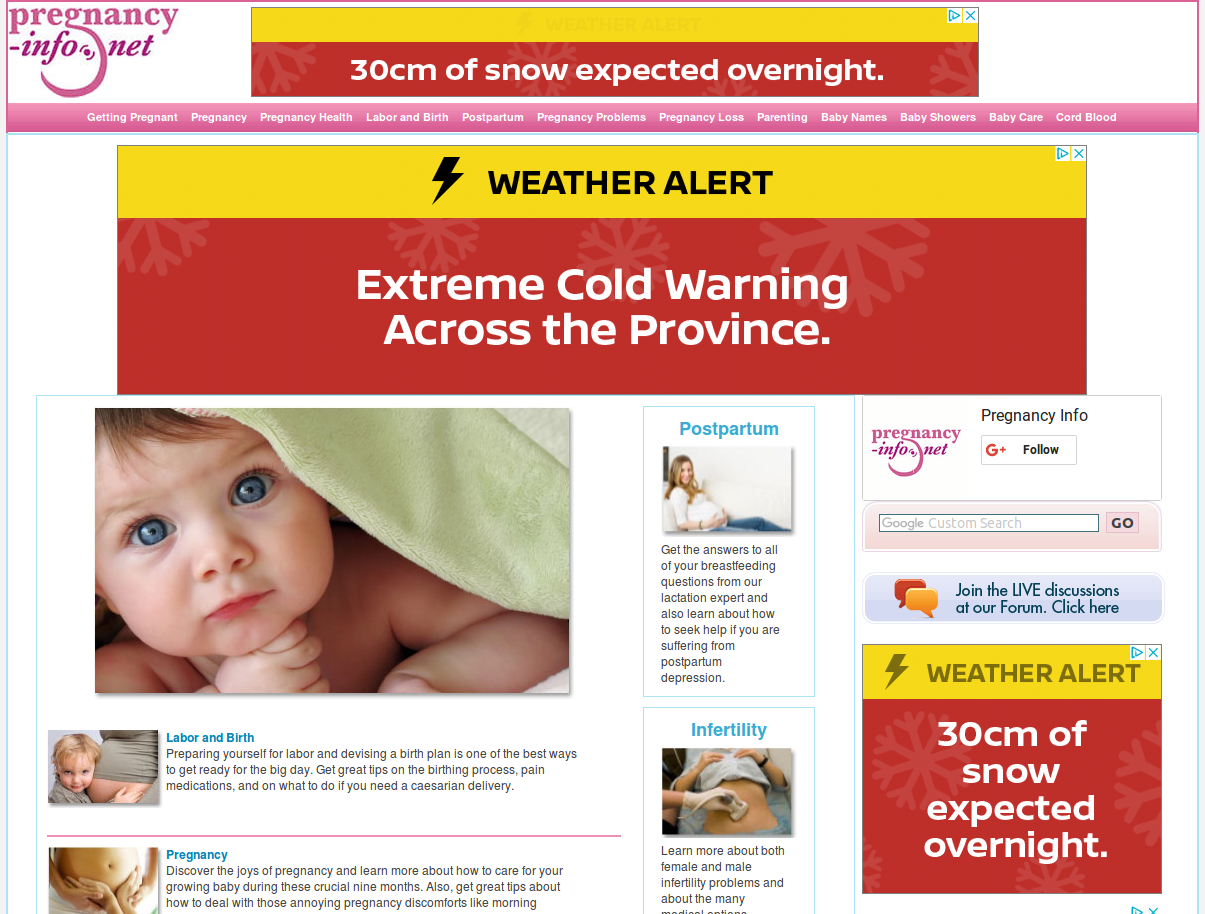 pregnancy
-info.net
WEATHER ALERT
30cm of snow expected overnight.
Getting Pregnant Pregnancy Pregnancy Health Labor and Birth Postpartum Pregnancy Problems Pregnancy Loss Parenting Baby Names Baby Showers Baby Care Cord Blood
WEATHER ALERT
Extreme Cold Warning
Across the Province.
Postpartum
Get the answers to all
of your breastfeeding
questions from our
lactation expert and
also learn about how
to seek help if you are
suffering from
postpartum
depression.
Infertility
Learn more about both
female and male
infertility problems and
about the many
medical options
Labor and Birth
Preparing yourself for labor and devising a birth plan is one of the best ways
to get ready for the big day. Get great tips on the birthing process, pain
medications, and on what to do if you need a caesarian delivery.
Pregnancy
Discover the joys of pregnancy and learn more about how to care for your
growing baby during these crucial nine months. Also, get great tips about
how to deal with those annoying pregnancy discomforts like morning
pregnancy
-info.net
Pregnancy Info
G+ Follow
Google Custom Search GO
Join the LIVE discussions
at our Forum. Click here
WEATHER ALERT
30cm of
snow
expected
overnight.